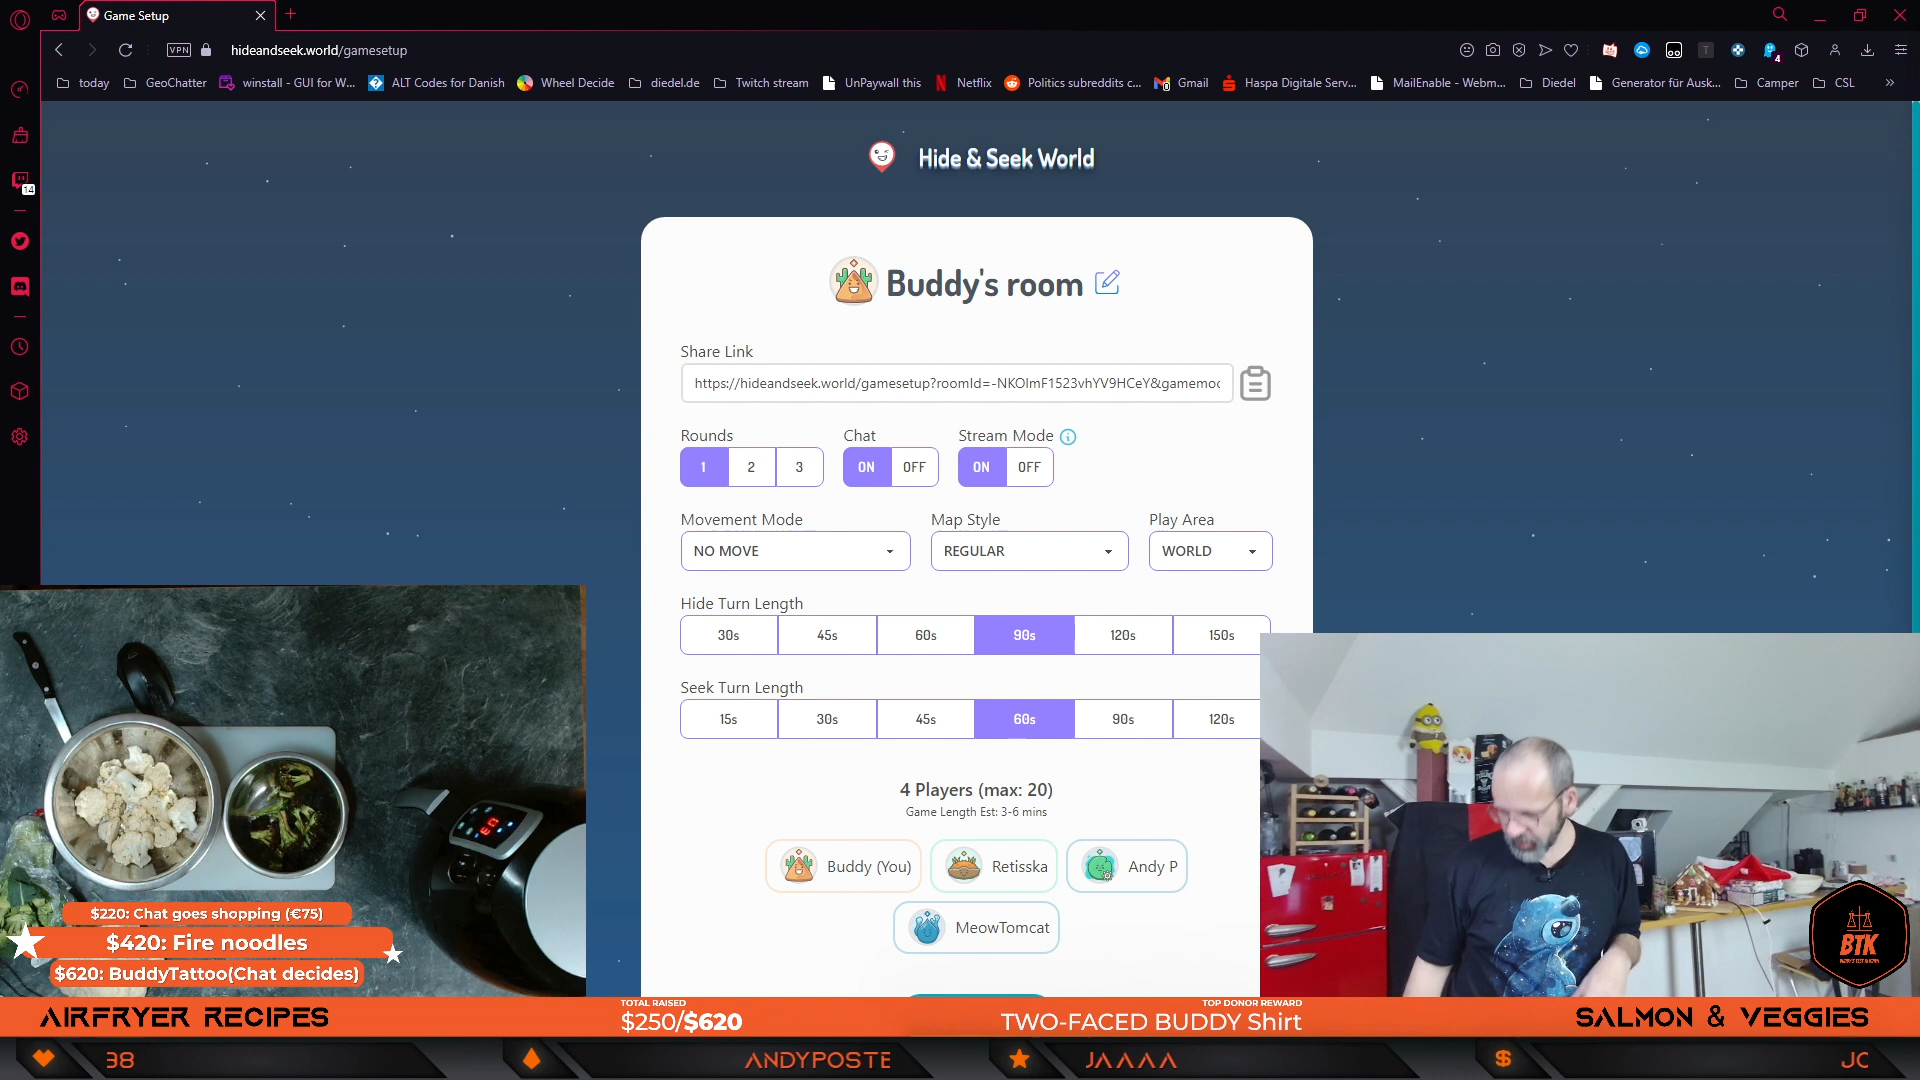 Game Setup
VPN
hideandseek.world/gamesetup
4
today
GeoChatter
winstall - GUI for W...
ALT Codes for Danish
Wheel Decide
diedel.de
Twitch stream
UnPaywall this
Netflix
Politics subreddits c...
Gmail
Haspa Digitale Serv...
MailEnable - Webm...
Diedel
Generator für Ausk...
Camper
CSL
14
Hide & Seek World
Buddy's room
Share Link
https://hideandseek.world/gamesetup?roomId=-NKOlmF1523vhYV9HCeY&gamemoc
Rounds
Chat
Stream Mode
1 2 3
ON OFF
ON OFF
Movement Mode
Map Style
Play Area
NO MOVE
REGULAR
WORLD
Hide Turn Length
30s 45s 60s 90s 120s 150s
Seek Turn Length
15s 30s 45s 60s 90s 120s
4 Players (max: 20)
Game Length Est: 3-6 mins
Buddy (You)
Retisska
Andy P
MeowTomcat
$220: Chat goes shopping (€75)
$420: Fire noodles
$620: BuddyTattoo(Chat decides)
BTK
AIRFRYER RECIPES
TOTAL RAISED
$250/$620
TOP DONOR REWARD
TWO-FACED BUDDY Shirt
SALMON & VEGGIES
38
ANDYPOSTE
JAAAA
JC